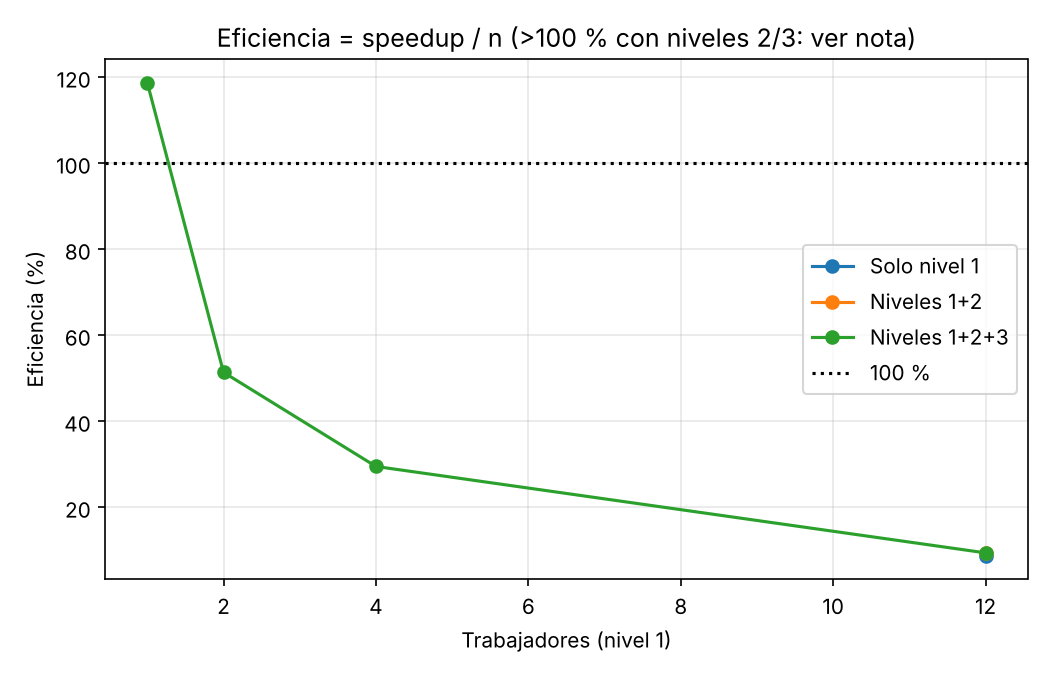 Eficiencia = speedup / n (>100 % con niveles 2/3: ver nota)
120
100
80
60
40
20
Eficiencia (%)
Solo nivel 1
Niveles 1+2
Niveles 1+2+3
100 %
2
4
6
8
10
12
Trabajadores (nivel 1)